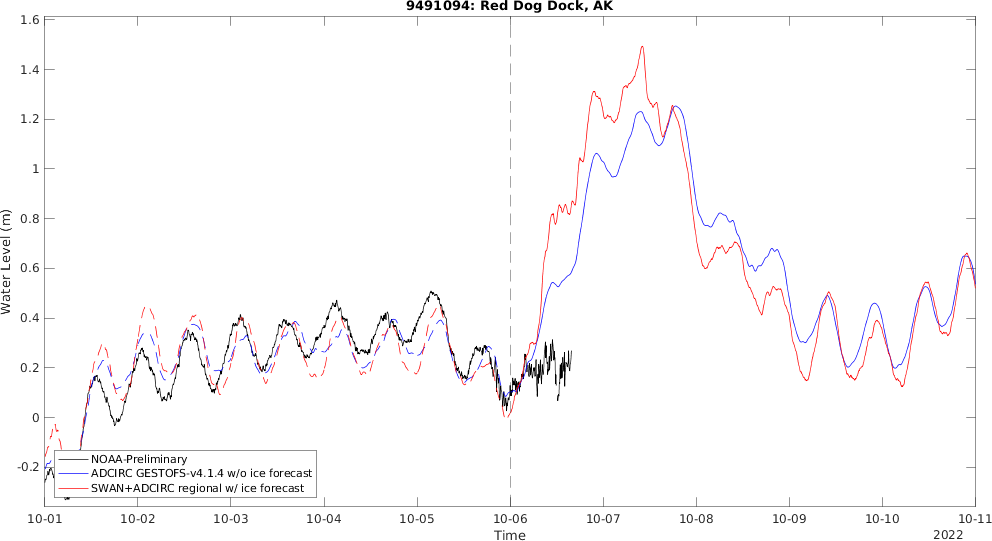 9491094: Red Dog Dock, AK
1.6
1.4
1.2
1
0.8
0.6
0.4
0.2
0
-0.2
Water Level (m)
NOAA-Preliminary
ADCIRC GESTOFS-v4.1.4 w/o ice forecast
SWAN+ADCIRC regional w/ ice forecast
10-01 10-02 10-03 10-04 10-05 10-06 10-07 10-08 10-09 10-10 10-11
Time
2022